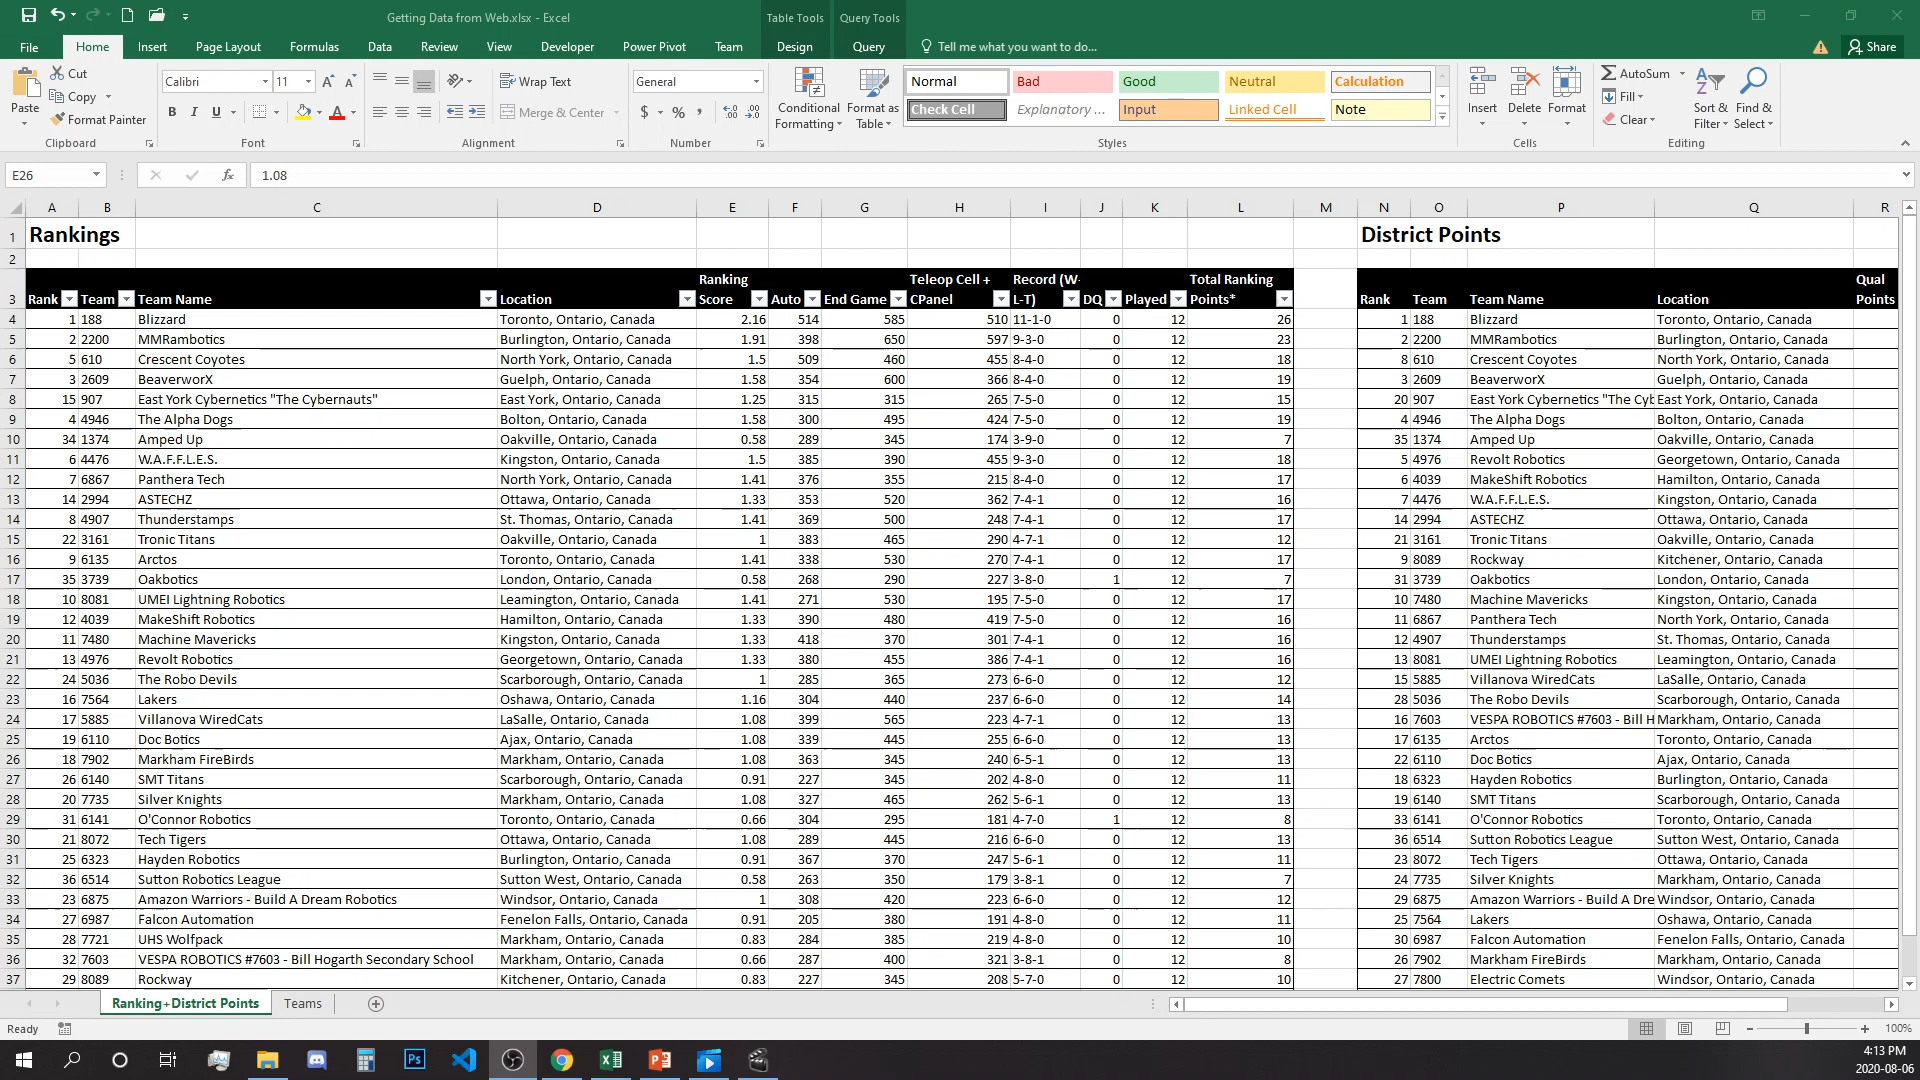 Getting Data from Web.xlsx - Excel
Table Tools Query Tools
File Home Insert Page Layout Formulas Data Review View Developer Power Pivot Team Design Query Tell me what you want to do... Share
Paste Cut Copy Format Painter Clipboard
Calibri 11 B I U Font
Wrap Text Merge & Center Alignment
General $ % , Number
Conditional Formatting Format as Table
Normal Bad Good Neutral Calculation
Check Cell Explanatory ... Input Linked Cell Note
Styles
Insert Delete Format Cells
AutoSum Fill Clear Sort & Filter Find & Select Editing
E26 fx 1.08
A B C D E F G H I J K L M N O P Q R
1 Rankings District Points
2
3 Rank Team Team Name Location Ranking Score Auto End Game Teleop Cell + CPanel Record (W-L-T) DQ Played Total Ranking Points* Rank Team Team Name Location Qual Points
4 1 188 Blizzard Toronto, Ontario, Canada 2.16 514 585 510 11-1-0 0 12 26 1 188 Blizzard Toronto, Ontario, Canada
5 2 2200 MMRambotics Burlington, Ontario, Canada 1.91 398 650 597 9-3-0 0 12 23 2 2200 MMRambotics Burlington, Ontario, Canada
6 5 610 Crescent Coyotes North York, Ontario, Canada 1.5 509 460 455 8-4-0 0 12 18 8 610 Crescent Coyotes North York, Ontario, Canada
7 3 2609 BeaverworX Guelph, Ontario, Canada 1.58 354 600 366 8-4-0 0 12 19 3 2609 BeaverworX Guelph, Ontario, Canada
8 15 907 East York Cybernetics "The Cybernauts" East York, Ontario, Canada 1.25 315 315 265 7-5-0 0 12 15 20 907 East York Cybernetics "The Cyb East York, Ontario, Canada
9 4 4946 The Alpha Dogs Bolton, Ontario, Canada 1.58 300 495 424 7-5-0 0 12 19 4 4946 The Alpha Dogs Bolton, Ontario, Canada
10 34 1374 Amped Up Oakville, Ontario, Canada 0.58 289 345 174 3-9-0 0 12 7 35 1374 Amped Up Oakville, Ontario, Canada
11 6 4476 W.A.F.F.L.E.S. Kingston, Ontario, Canada 1.5 385 390 455 9-3-0 0 12 18 5 4976 Revolt Robotics Georgetown, Ontario, Canada
12 7 6867 Panthera Tech North York, Ontario, Canada 1.41 376 355 215 8-4-0 0 12 17 6 4039 MakeShift Robotics Hamilton, Ontario, Canada
13 14 2994 ASTECHZ Ottawa, Ontario, Canada 1.33 353 520 362 7-4-1 0 12 16 7 4476 W.A.F.F.L.E.S. Kingston, Ontario, Canada
14 8 4907 Thunderstamps St. Thomas, Ontario, Canada 1.41 369 500 248 7-4-1 0 12 17 14 2994 ASTECHZ Ottawa, Ontario, Canada
15 22 3161 Tronic Titans Oakville, Ontario, Canada 1 383 465 290 4-7-1 0 12 12 21 3161 Tronic Titans Oakville, Ontario, Canada
16 9 6135 Arctos Toronto, Ontario, Canada 1.41 338 530 270 7-4-1 0 12 17 9 8089 Rockway Kitchener, Ontario, Canada
17 35 3739 Oakbotics London, Ontario, Canada 0.58 268 290 227 3-8-0 1 12 7 31 3739 Oakbotics London, Ontario, Canada
18 10 8081 UMEI Lightning Robotics Leamington, Ontario, Canada 1.41 271 530 195 7-5-0 0 12 17 10 7480 Machine Mavericks Kingston, Ontario, Canada
19 12 4039 MakeShift Robotics Hamilton, Ontario, Canada 1.33 390 480 419 7-5-0 0 12 16 11 6867 Panthera Tech North York, Ontario, Canada
20 11 7480 Machine Mavericks Kingston, Ontario, Canada 1.33 418 370 301 7-4-1 0 12 16 12 4907 Thunderstamps St. Thomas, Ontario, Canada
21 13 4976 Revolt Robotics Georgetown, Ontario, Canada 1.33 380 455 386 7-4-1 0 12 16 13 8081 UMEI Lightning Robotics Leamington, Ontario, Canada
22 24 5036 The Robo Devils Scarborough, Ontario, Canada 1 285 365 273 6-6-0 0 12 12 15 5885 Villanova WiredCats LaSalle, Ontario, Canada
23 16 7564 Lakers Oshawa, Ontario, Canada 1.16 304 440 237 6-6-0 0 12 14 28 5036 The Robo Devils Scarborough, Ontario, Canada
24 17 5885 Villanova WiredCats LaSalle, Ontario, Canada 1.08 399 565 223 4-7-1 0 12 13 16 7603 VESPA ROBOTICS #7603 - Bill H Markham, Ontario, Canada
25 19 6110 Doc Botics Ajax, Ontario, Canada 1.08 339 445 255 6-6-0 0 12 13 17 6135 Arctos Toronto, Ontario, Canada
26 18 7902 Markham FireBirds Markham, Ontario, Canada 1.08 363 345 240 6-5-1 0 12 13 22 6110 Doc Botics Ajax, Ontario, Canada
27 26 6140 SMT Titans Scarborough, Ontario, Canada 0.91 227 345 202 4-8-0 0 12 11 18 6323 Hayden Robotics Burlington, Ontario, Canada
28 20 7735 Silver Knights Markham, Ontario, Canada 1.08 327 465 262 5-6-1 0 12 13 19 6140 SMT Titans Scarborough, Ontario, Canada
29 31 6141 O'Connor Robotics Toronto, Ontario, Canada 0.66 304 295 181 4-7-0 1 12 8 33 6141 O'Connor Robotics Toronto, Ontario, Canada
30 21 8072 Tech Tigers Ottawa, Ontario, Canada 1.08 289 445 216 6-6-0 0 12 13 36 6514 Sutton Robotics League Sutton West, Ontario, Canada
31 25 6323 Hayden Robotics Burlington, Ontario, Canada 0.91 367 370 247 5-6-1 0 12 11 23 8072 Tech Tigers Ottawa, Ontario, Canada
32 36 6514 Sutton Robotics League Sutton West, Ontario, Canada 0.58 263 350 179 3-8-1 0 12 7 24 7735 Silver Knights Markham, Ontario, Canada
33 23 6875 Amazon Warriors - Build A Dream Robotics Windsor, Ontario, Canada 1 308 420 223 6-6-0 0 12 12 29 6875 Amazon Warriors - Build A Dre Windsor, Ontario, Canada
34 27 6987 Falcon Automation Fenelon Falls, Ontario, Canada 0.91 205 380 191 4-8-0 0 12 11 25 7564 Lakers Oshawa, Ontario, Canada
35 28 7721 UHS Wolfpack Markham, Ontario, Canada 0.83 284 385 219 4-8-0 0 12 10 30 6987 Falcon Automation Fenelon Falls, Ontario, Canada
36 32 7603 VESPA ROBOTICS #7603 - Bill Hogarth Secondary School Markham, Ontario, Canada 0.66 287 400 321 3-8-1 0 12 8 26 7902 Markham FireBirds Markham, Ontario, Canada
37 29 8089 Rockway Kitchener, Ontario, Canada 0.83 227 345 208 5-7-0 0 12 10 27 7800 Electric Comets Windsor, Ontario, Canada
Ranking+District Points Teams
Ready 100%
Ps
4:13 PM
2020-08-06